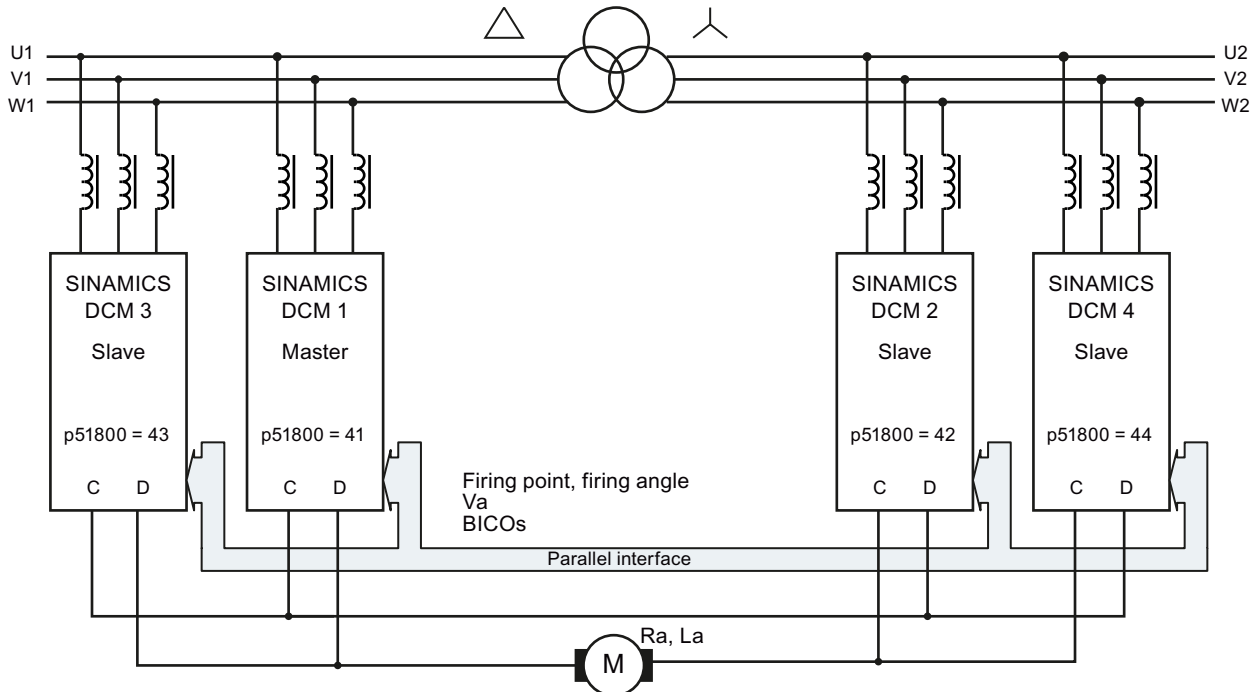 U1
V1
W1
U2
V2
W2
SINAMICS
DCM 3
Slave
p51800 = 43
C D
SINAMICS
DCM 1
Master
p51800 = 41
C D
SINAMICS
DCM 2
Slave
p51800 = 42
C D
SINAMICS
DCM 4
Slave
p51800 = 44
C D
Firing point, firing angle
Va
BICOs
Parallel interface
Ra, La
M